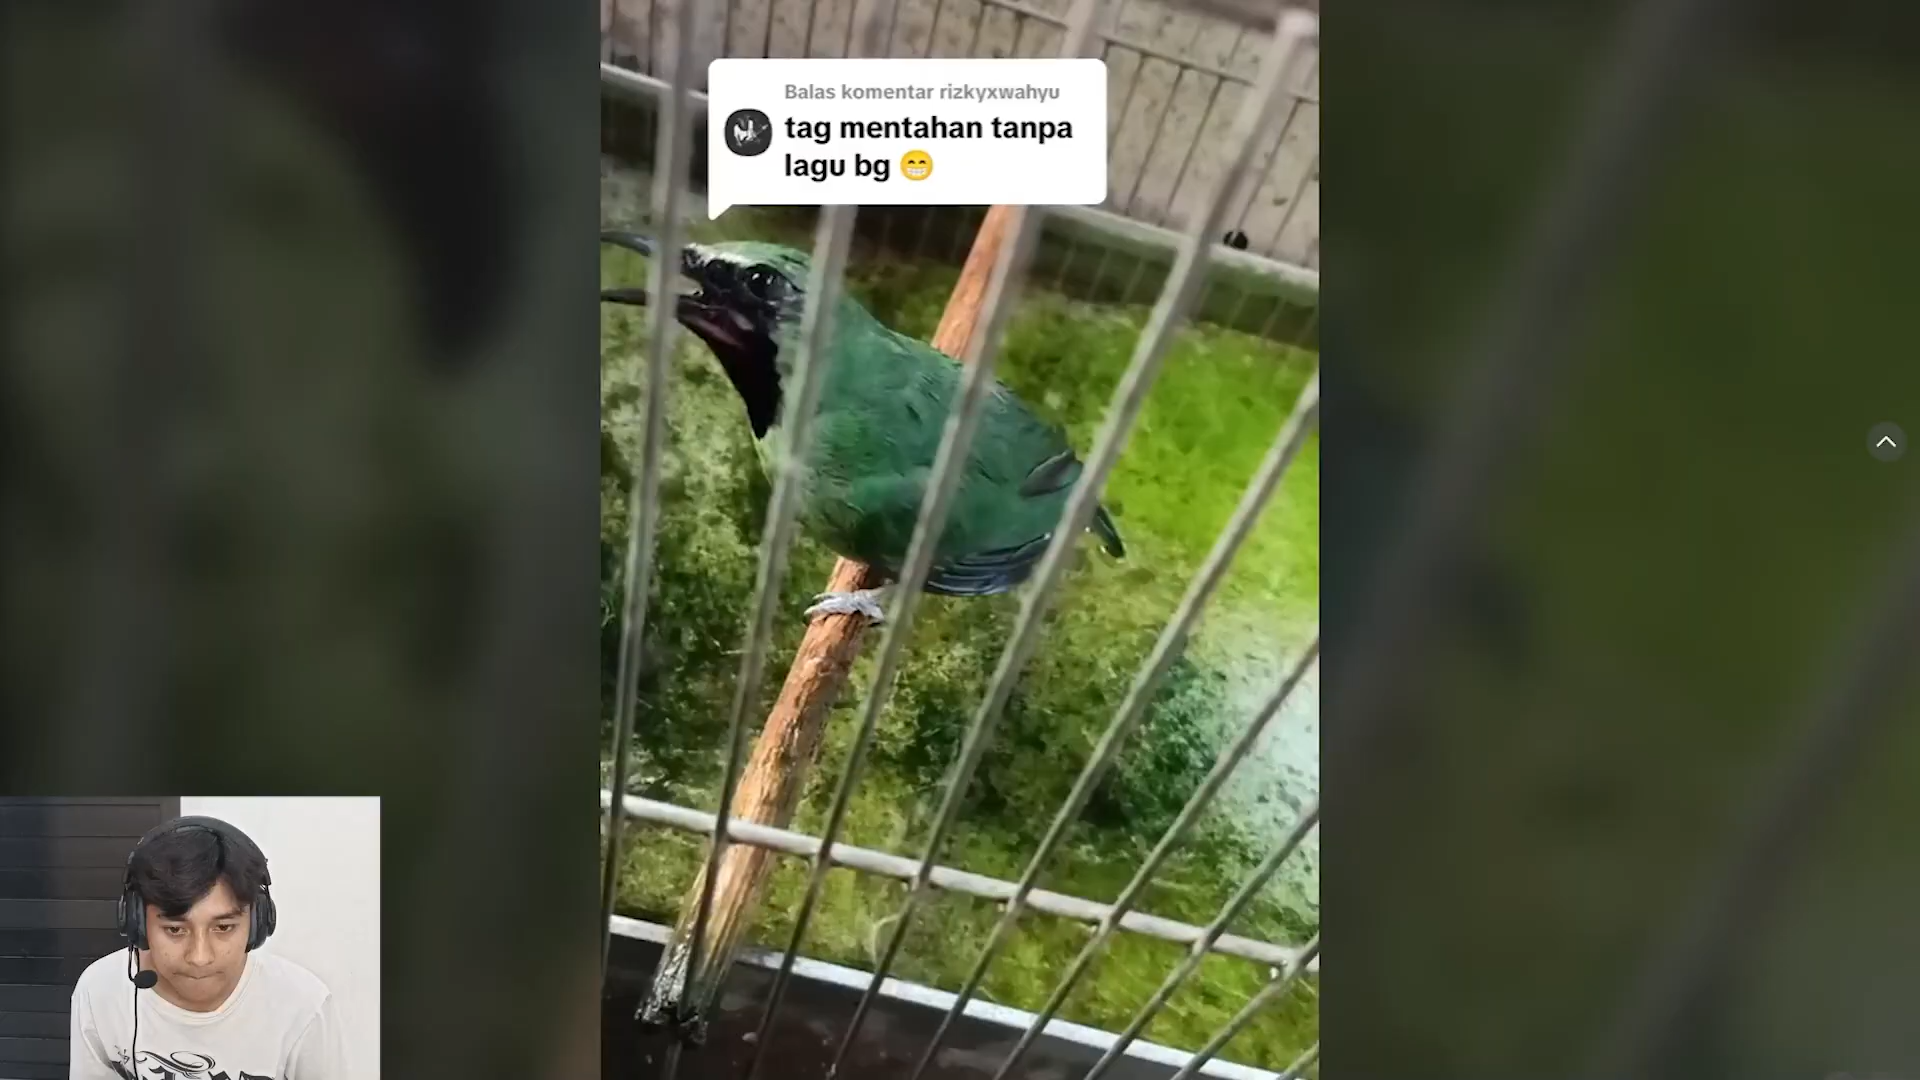 Balas komentar rizkyxwahyu
tag mentahan tanpa
lagu bg 😁